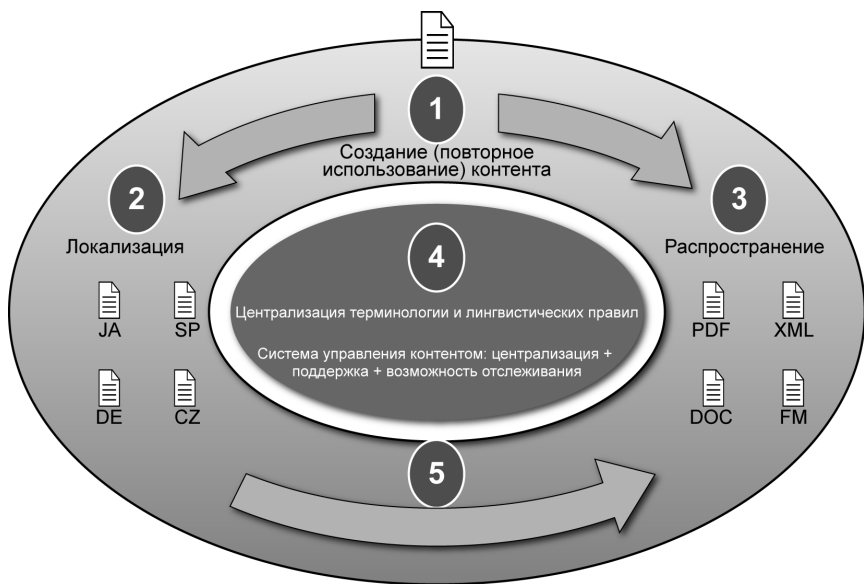 1
Создание (повторное
использование) контента
2
Локализация
JA
SP
DE
CZ
3
Распространение
PDF
XML
DOC
FM
4
Централизация терминологии и лингвистических правил
Система управления контентом: централизация +
поддержка + возможность отслеживания
5